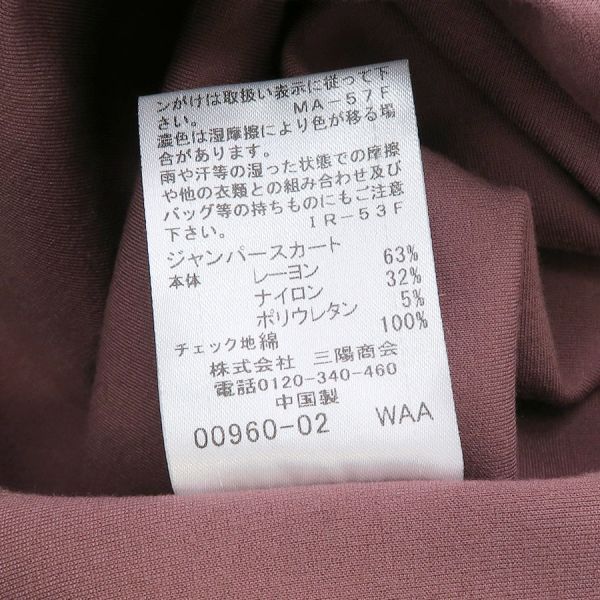 ンがけは取扱い表示に従って下
さい。 MA-57F
濃色は湿摩擦により色が移る場
合があります。
雨や汗等の湿った状態での摩擦
や他の衣類との組み合わせ及び
バッグ等の持ちものにもご注意
下さい。 IR-53F
ジャンパースカート
本体 レーヨン 63%
ナイロン 32%
ポリウレタン 5%
チェック地綿 100%
株式会社 三陽商会
電話0120-340-460
中国製
00960-02 WAA